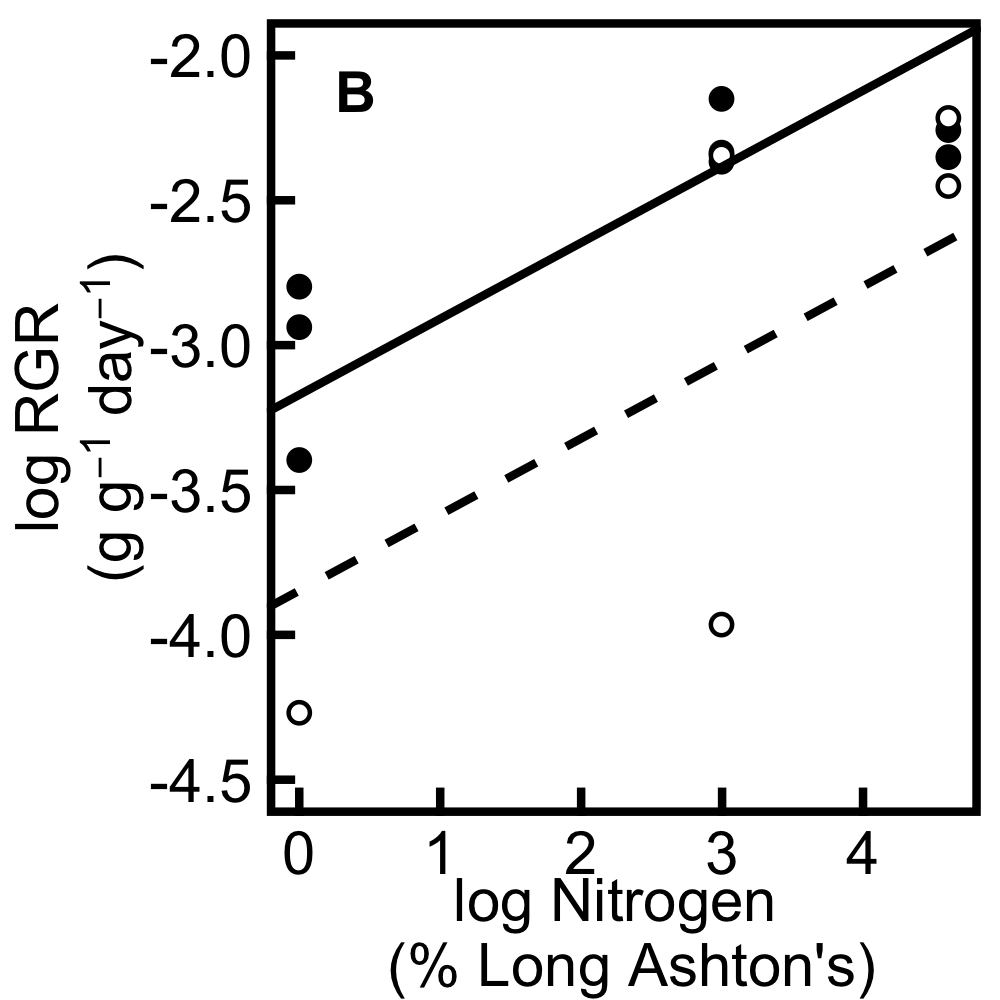 B
-2.0
-2.5
-3.0
-3.5
-4.0
-4.5
log RGR
(g g⁻¹ day⁻¹)
0 1 2 3 4
log Nitrogen
(% Long Ashton's)